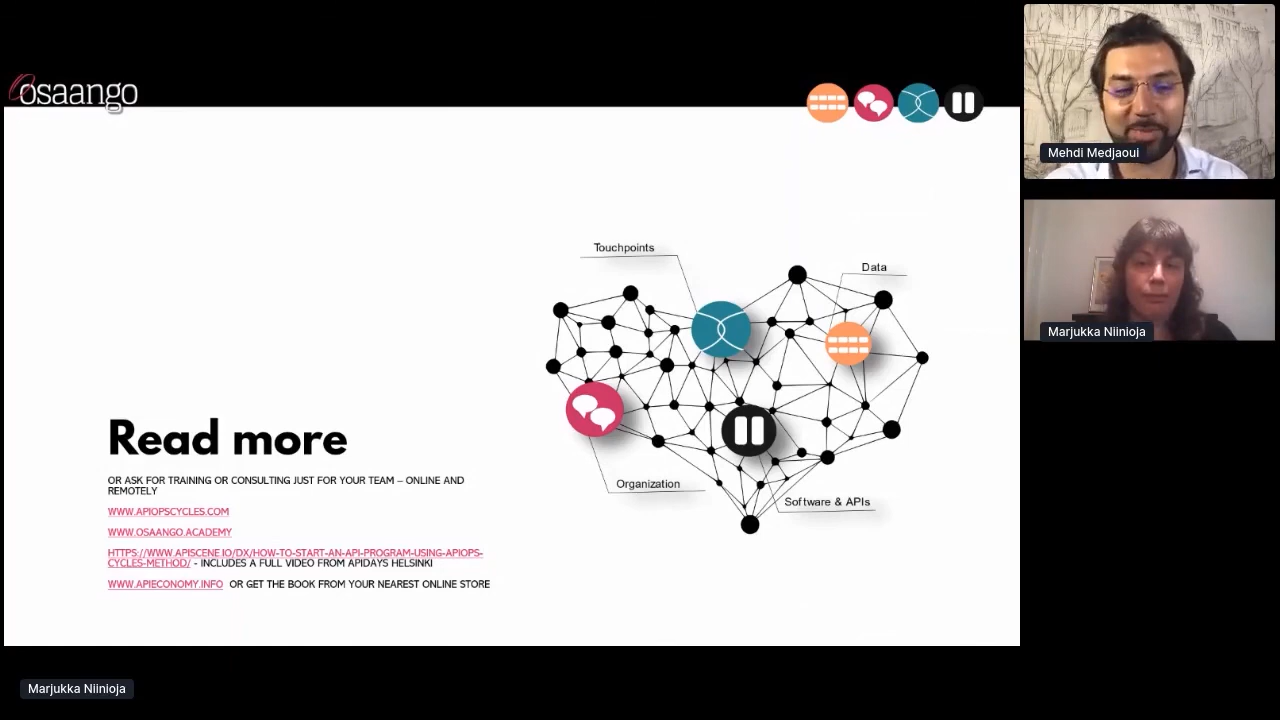 Osaango
Mehdi Medjaoui
Marjukka Niinioja
Touchpoints
Data
Organization
Software & APIs
Read more
OR ASK FOR TRAINING OR CONSULTING JUST FOR YOUR TEAM – ONLINE AND
REMOTELY
WWW.APIOPSCYCLES.COM
WWW.OSAANGO.ACADEMY
HTTPS://WWW.APISCENE.IO/DX/HOW-TO-START-AN-API-PROGRAM-USING-APIOPS-
CYCLES-METHOD/ - INCLUDES A FULL VIDEO FROM APIDAYS HELSINKI
WWW.APIECONOMY.INFO OR GET THE BOOK FROM YOUR NEAREST ONLINE STORE
Marjukka Niinioja